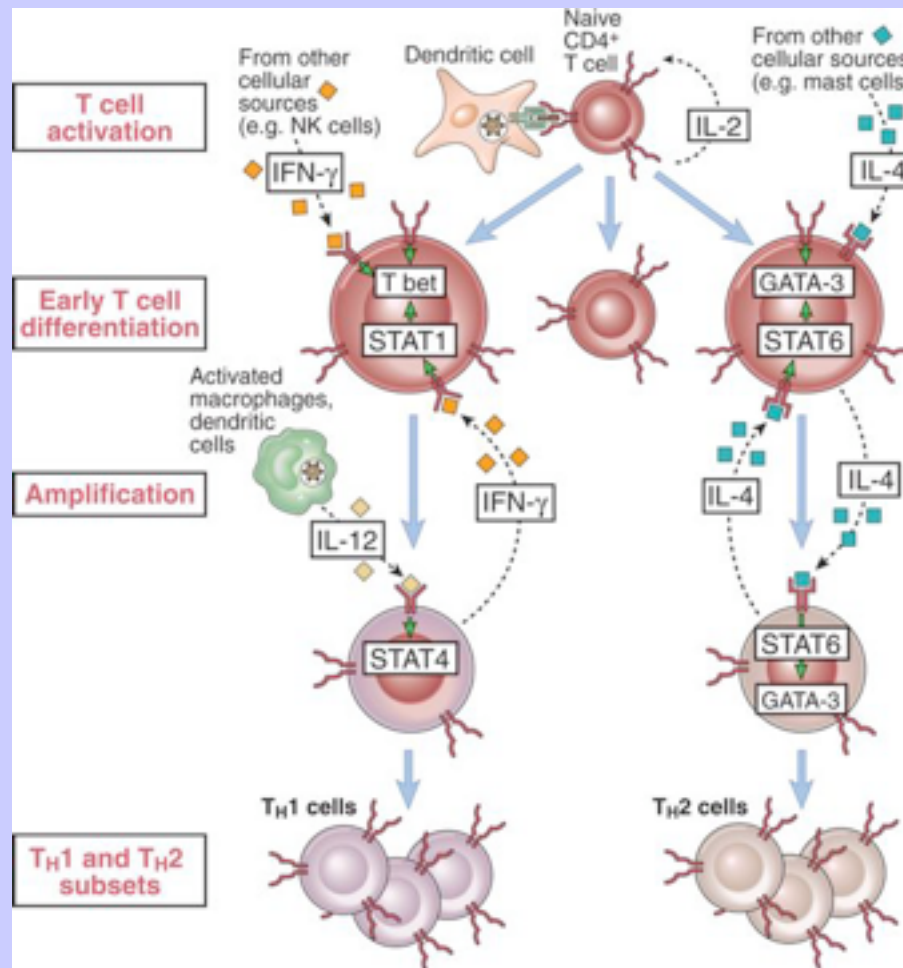 From other
cellular
sources
(e.g. NK cells)
Dendritic cell
Naive
CD4+
T cell
From other
cellular sources
(e.g. mast cells
T cell
activation
IL-2
IFN-γ
IL-4
Early T cell
differentiation
T bet
STAT1
GATA-3
STAT6
Activated
macrophages,
dendritic
cells
Amplification
IL-12
IFN-γ
IL-4
IL-4
STAT4
STAT6
GATA-3
TH1 cells
TH2 cells
TH1 and TH2
subsets